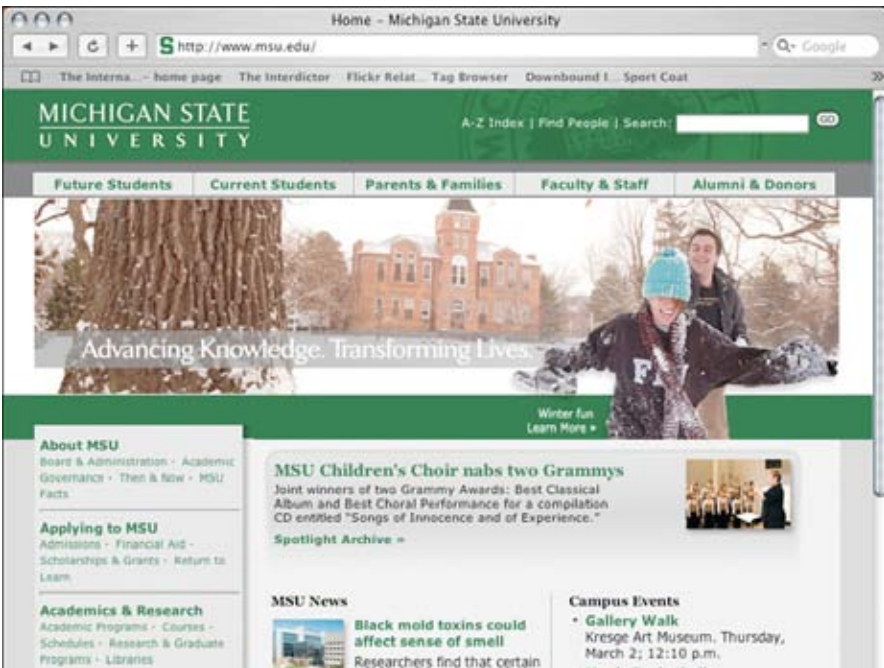 Home – Michigan State University
http://www.msu.edu/
Google
The Interna...– home page The Interdictor Flickr Relat... Tag Browser Downbound I... Sport Coat
MICHIGAN STATE
UNIVERSITY
A-Z Index | Find People | Search:
GO
Future Students Current Students Parents & Families Faculty & Staff Alumni & Donors
Advancing Knowledge. Transforming Lives.
Winter fun
Learn More »
About MSU
Board & Administration - Academic
Governance - Then & Now - MSU
Facts
Applying to MSU
Admissions - Financial Aid -
Scholarships & Grants - Return to
Learn
Academics & Research
Academic Programs - Courses -
Schedules - Research & Graduate
Programs - Libraries
MSU Children's Choir nabs two Grammys
Joint winners of two Grammy Awards: Best Classical
Album and Best Choral Performance for a compilation
CD entitled "Songs of Innocence and of Experience."
Spotlight Archive »
MSU News
Black mold toxins could
affect sense of smell
Researchers find that certain
Campus Events
• Gallery Walk
Kresge Art Museum. Thursday,
March 2; 12:10 p.m.